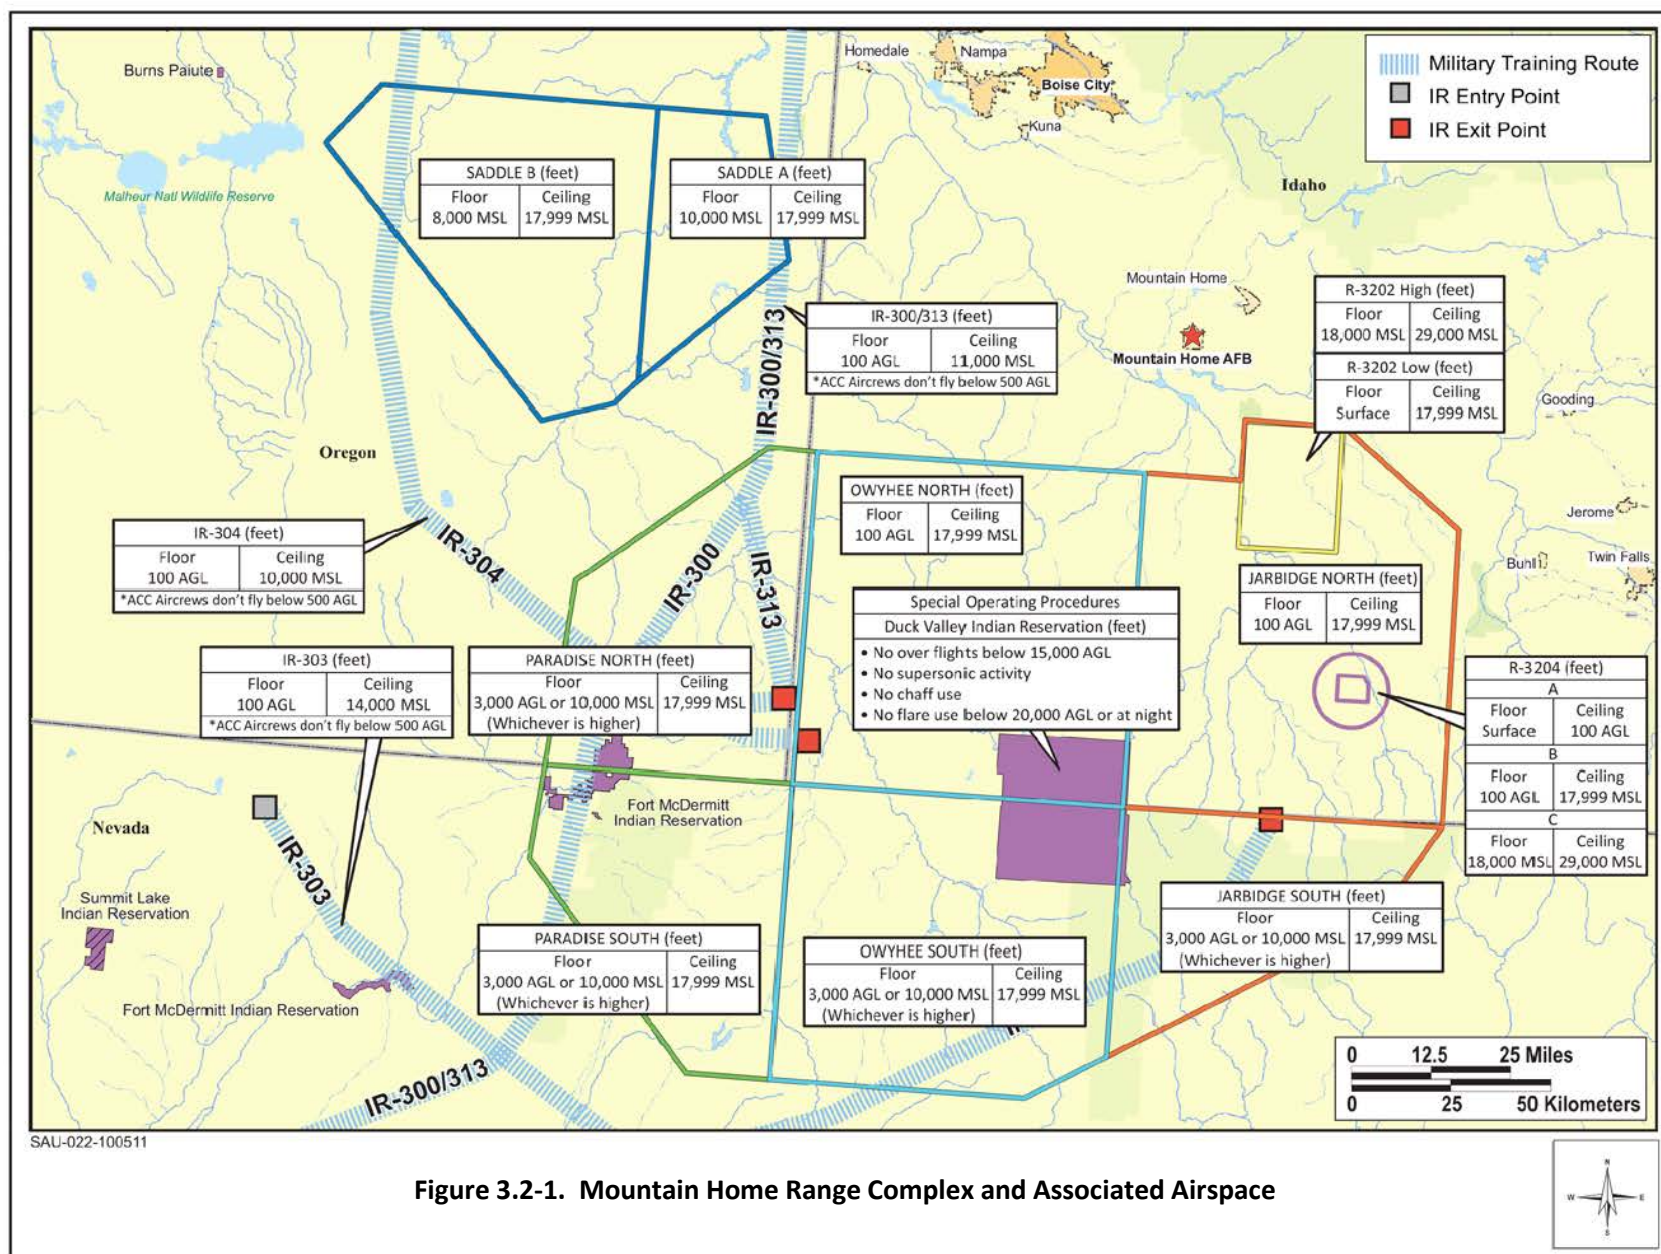 Burns Paiute
Homedale
Nampa
Boise City
Kuna
Military Training Route
IR Entry Point
IR Exit Point
Malheur Natl Wildlife Reserve
SADDLE B (feet)
Floor Ceiling
8,000 MSL 17,999 MSL
SADDLE A (feet)
Floor Ceiling
10,000 MSL 17,999 MSL
Idaho
Mountain Home
Mountain Home AFB
IR-300/313
IR-300/313 (feet)
Floor Ceiling
100 AGL 11,000 MSL
*ACC Aircrews don't fly below 500 AGL
R-3202 High (feet)
Floor Ceiling
18,000 MSL 29,000 MSL
R-3202 Low (feet)
Floor Ceiling
Surface 17,999 MSL
Gooding
Jerome
Buhl
Twin Falls
Oregon
IR-304 (feet)
Floor Ceiling
100 AGL 10,000 MSL
*ACC Aircrews don't fly below 500 AGL
IR-304
IR-300
IR-313
OWYHEE NORTH (feet)
Floor Ceiling
100 AGL 17,999 MSL
JARBIDGE NORTH (feet)
Floor Ceiling
100 AGL 17,999 MSL
Special Operating Procedures
Duck Valley Indian Reservation (feet)
• No over flights below 15,000 AGL
• No supersonic activity
• No chaff use
• No flare use below 20,000 AGL or at night
IR-303 (feet)
Floor Ceiling
100 AGL 14,000 MSL
*ACC Aircrews don't fly below 500 AGL
PARADISE NORTH (feet)
Floor Ceiling
3,000 AGL or 10,000 MSL 17,999 MSL
(Whichever is higher)
R-3204 (feet)
A
Floor Ceiling
Surface 100 AGL
B
Floor Ceiling
100 AGL 17,999 MSL
C
Floor Ceiling
18,000 MSL 29,000 MSL
Fort McDermitt
Indian Reservation
Nevada
IR-303
Summit Lake
Indian Reservation
Fort McDermitt Indian Reservation
PARADISE SOUTH (feet)
Floor Ceiling
3,000 AGL or 10,000 MSL 17,999 MSL
(Whichever is higher)
OWYHEE SOUTH (feet)
Floor Ceiling
3,000 AGL or 10,000 MSL 17,999 MSL
(Whichever is higher)
JARBIDGE SOUTH (feet)
Floor Ceiling
3,000 AGL or 10,000 MSL 17,999 MSL
(Whichever is higher)
IR-300/313
0 12.5 25 Miles
0 25 50 Kilometers
SAU-022-100511
Figure 3.2-1. Mountain Home Range Complex and Associated Airspace
N
W E
S